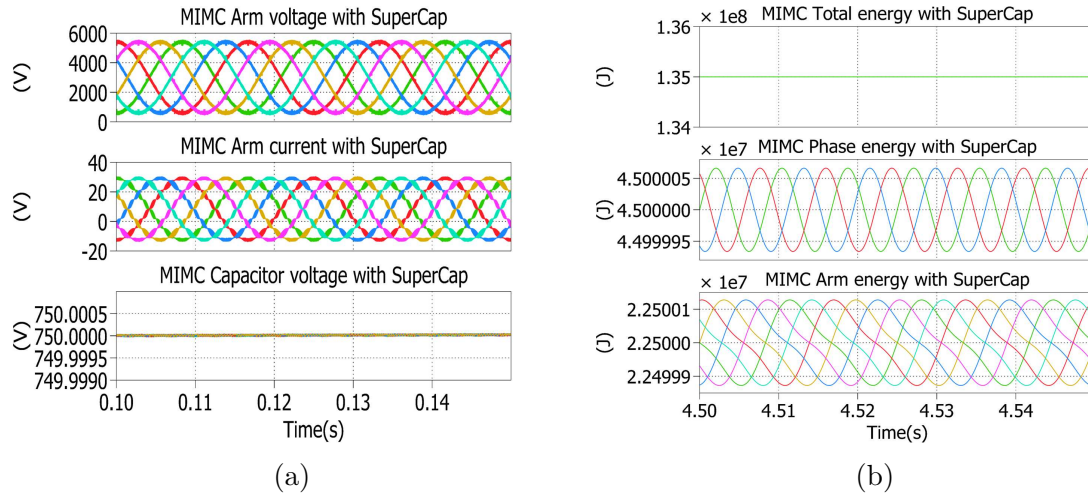 MIMC Arm voltage with SuperCap
6000
4000
2000
0
(V)
MIMC Arm current with SuperCap
40
20
0
-20
(V)
MIMC Capacitor voltage with SuperCap
750.0005
750.0000
749.9995
749.9990
(V)
0.10 0.11 0.12 0.13 0.14
Time(s)
(a)
× 1e8 MIMC Total energy with SuperCap
1.36
1.35
1.34
(J)
× 1e7 MIMC Phase energy with SuperCap
4.500005
4.500000
4.499995
(J)
× 1e7 MIMC Arm energy with SuperCap
2.25001
2.25000
2.24999
(J)
4.50 4.51 4.52 4.53 4.54
Time(s)
(b)